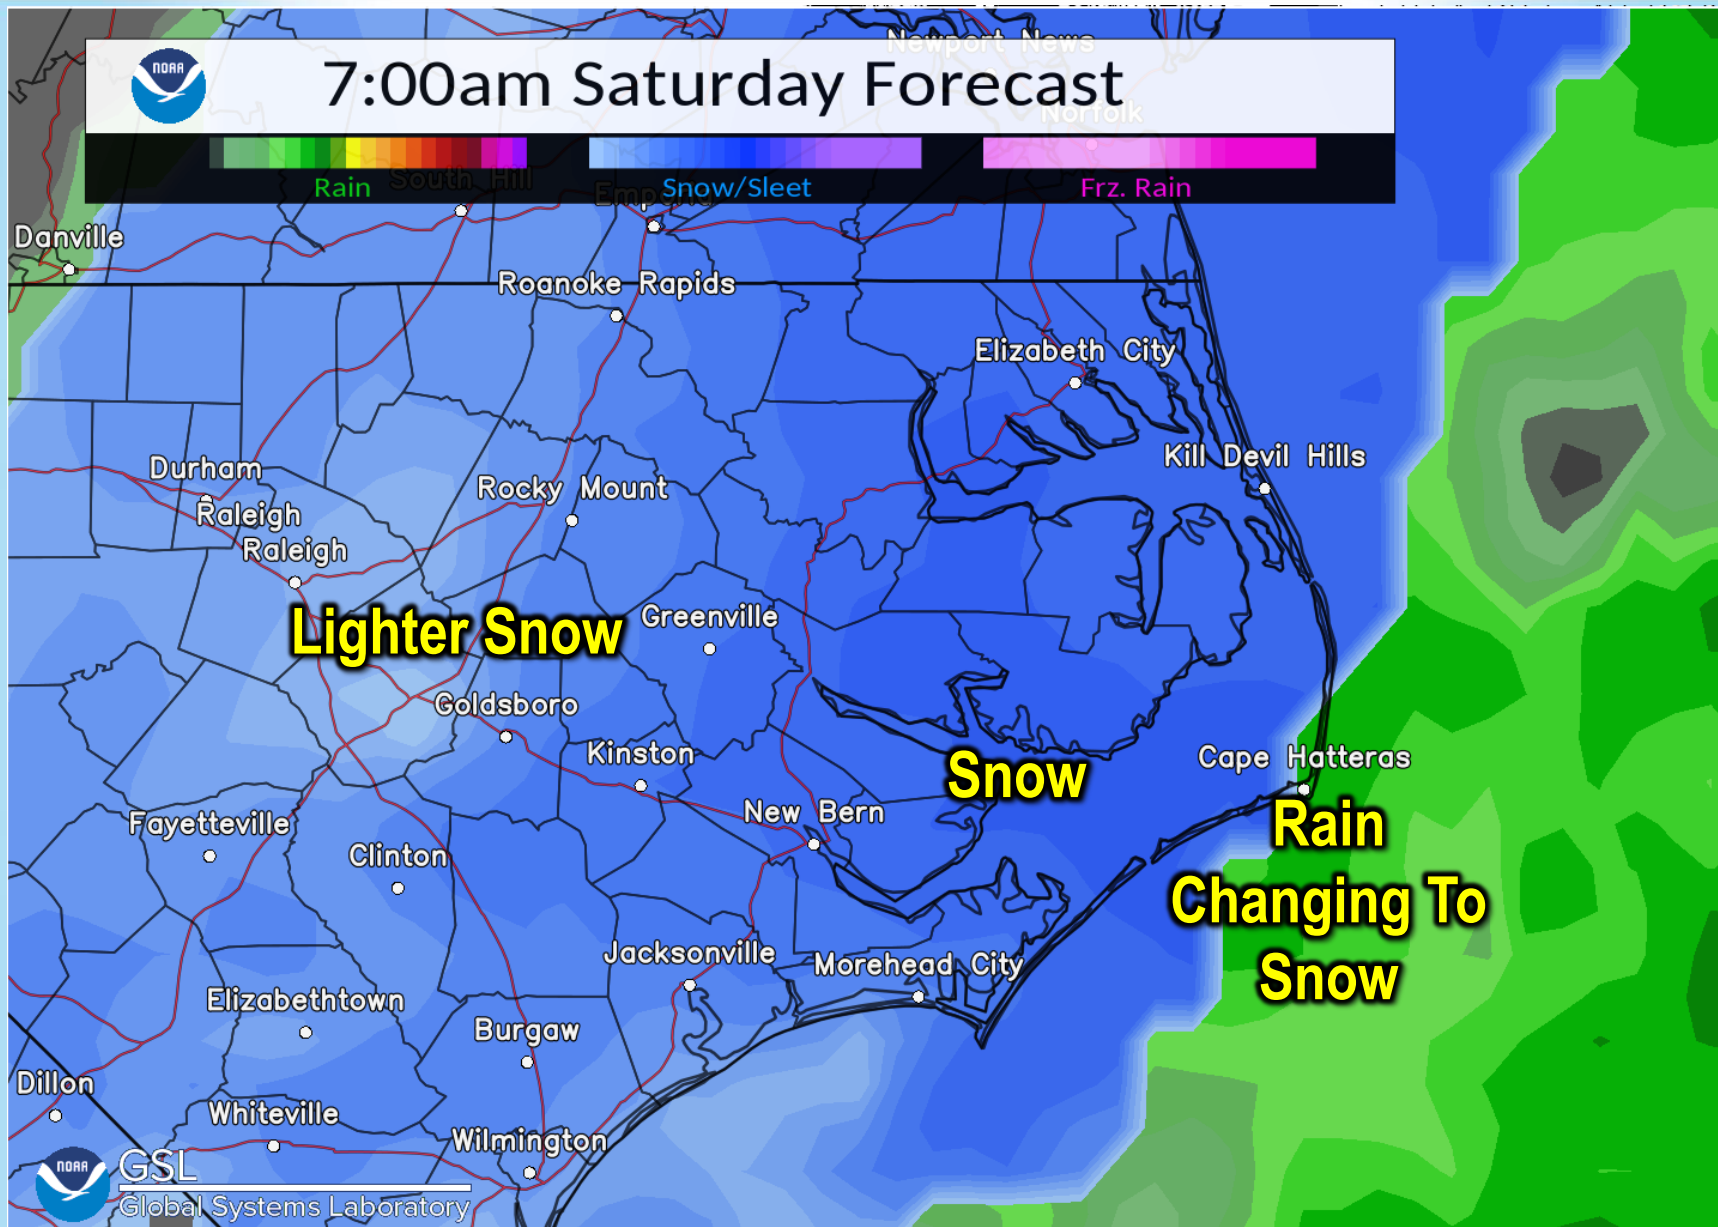 Newport News
NOAA
7:00am Saturday Forecast
Norfolk
Rain
South Hill
Emporia
Snow/Sleet
Frz. Rain
Danville
Roanoke Rapids
Elizabeth City
Durham
Kill Devil Hills
Rocky Mount
Raleigh
Raleigh
Lighter Snow
Greenville
Goldsboro
Kinston
Snow
Cape Hatteras
New Bern
Rain
Fayetteville
Clinton
Changing To
Jacksonville
Morehead City
Snow
Elizabethtown
Burgaw
Dillon
Whiteville
Wilmington
NOAA
GSL
Global Systems Laboratory